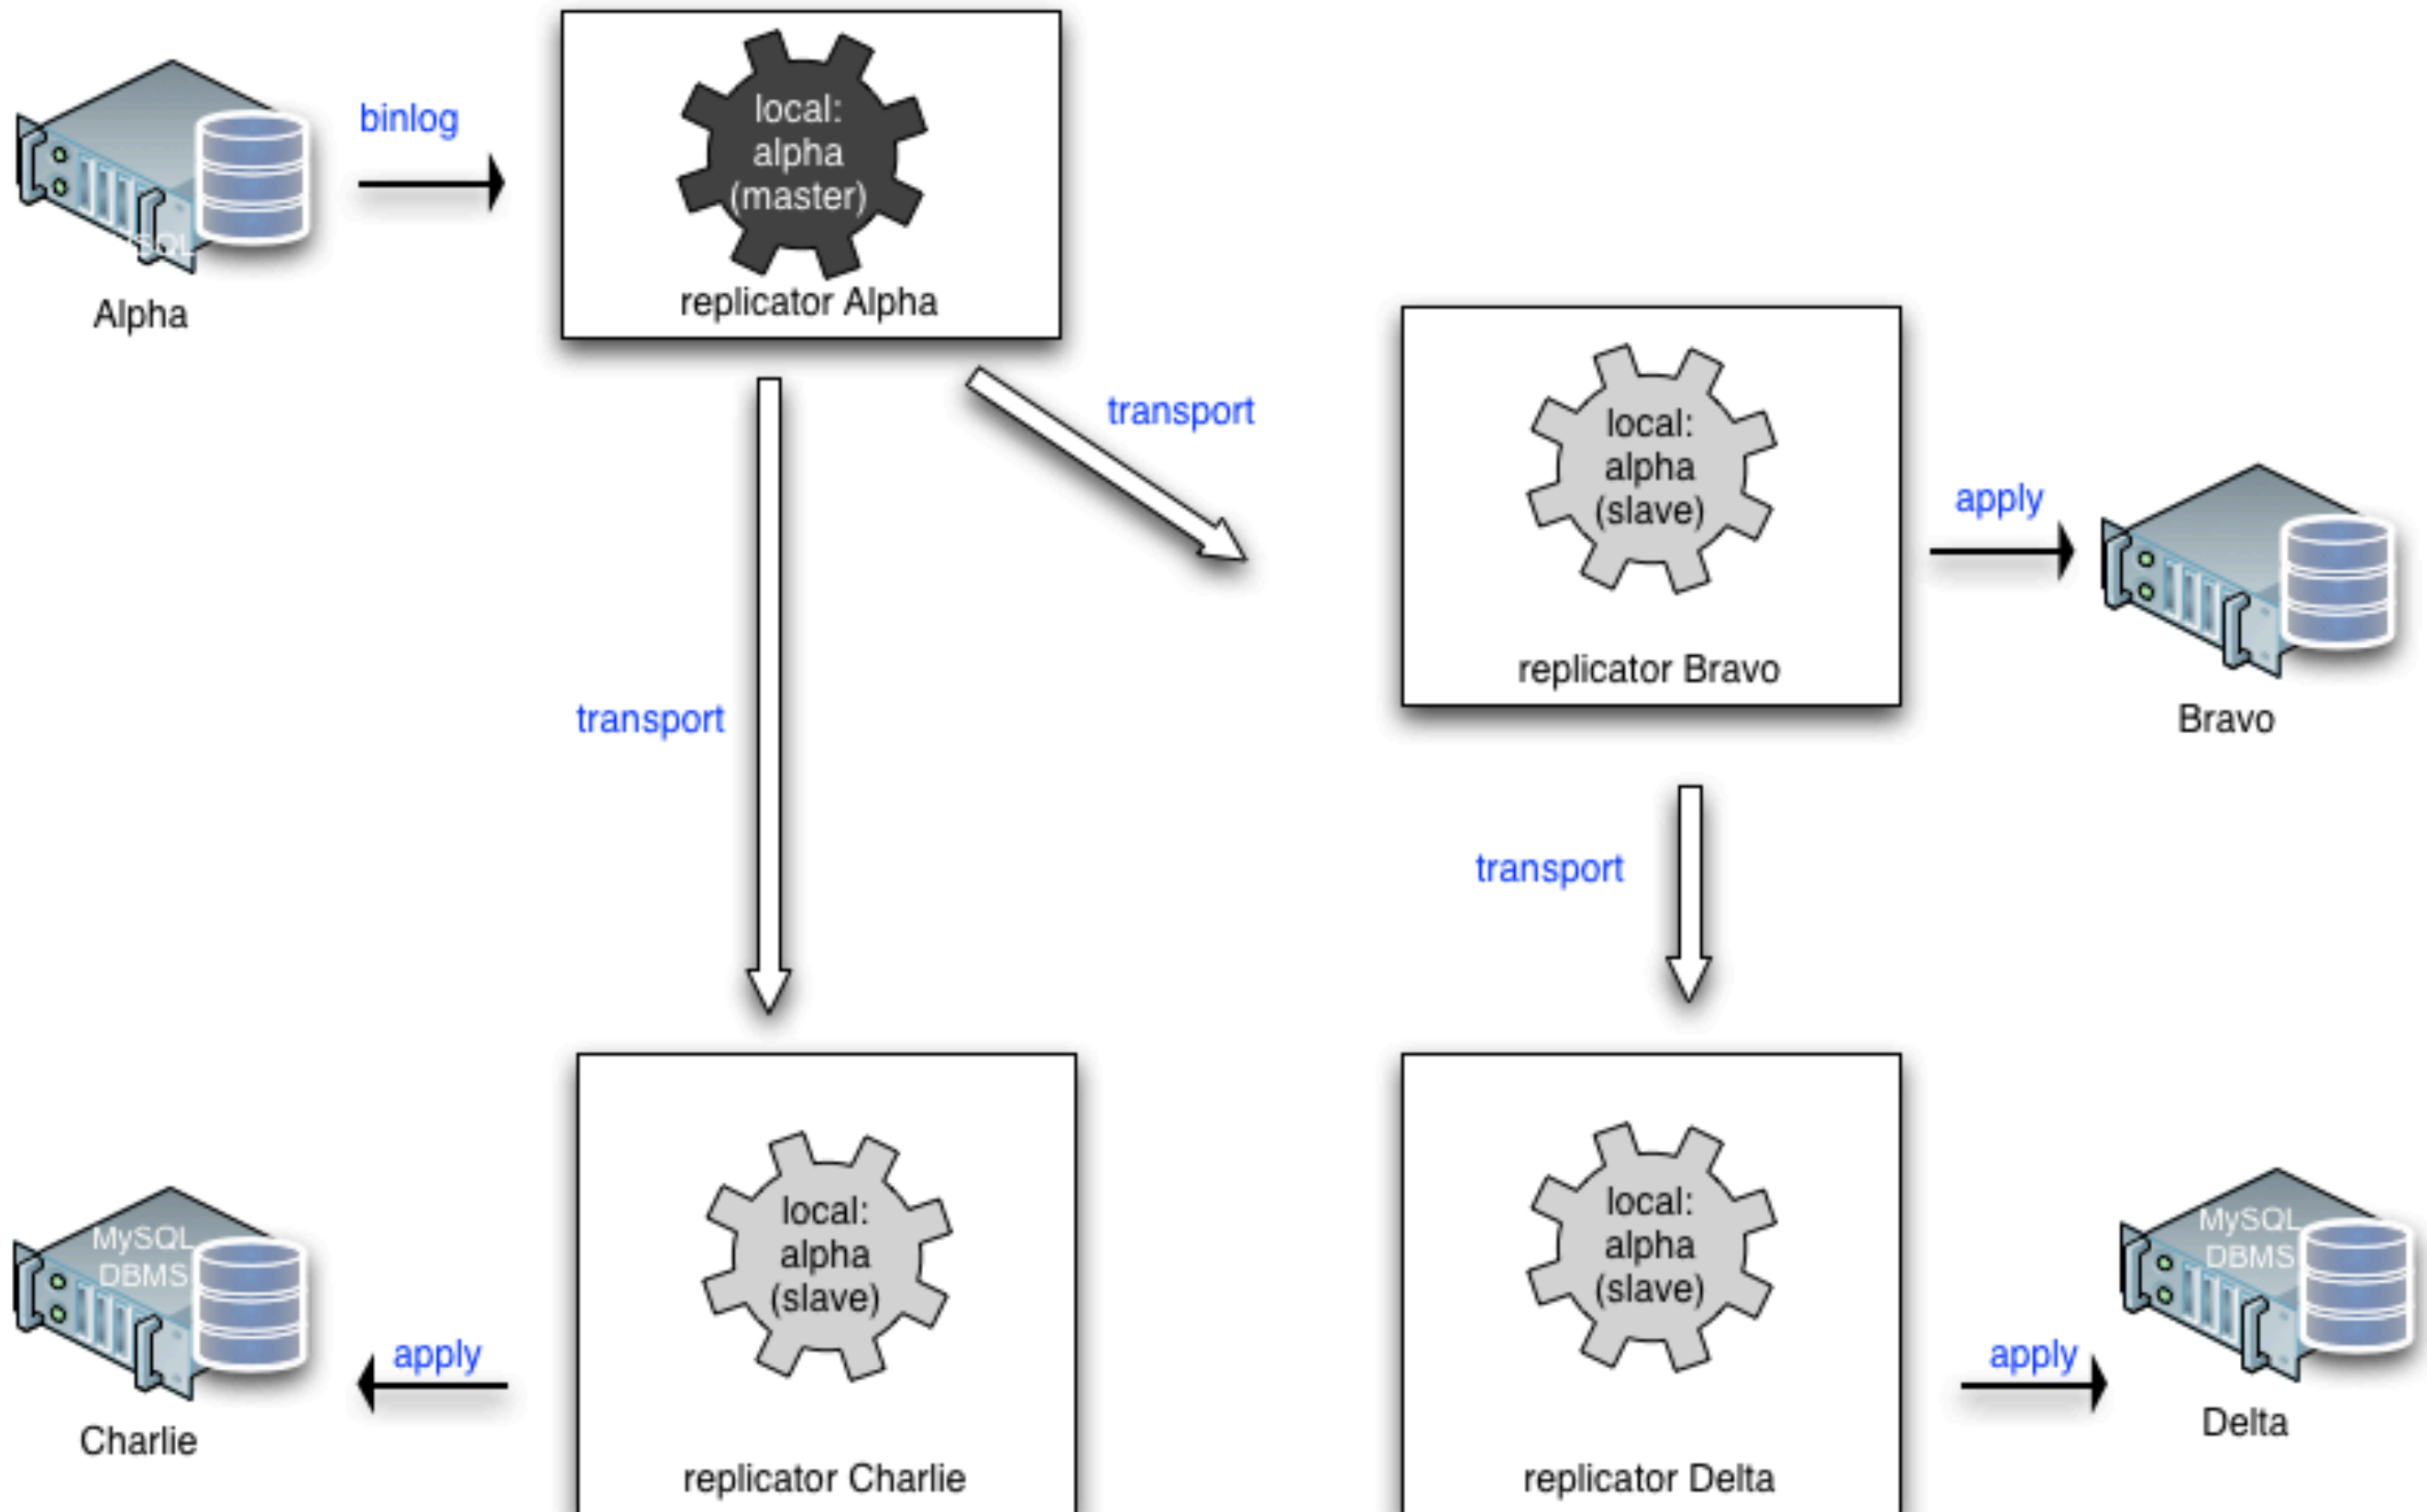 binlog
Alpha
local:
alpha
(master)
replicator Alpha
transport
local:
alpha
(slave)
replicator Bravo
apply
Bravo
transport
transport
MySQL
DBMS
apply
Charlie
local:
alpha
(slave)
replicator Charlie
local:
alpha
(slave)
replicator Delta
apply
MySQL
DBMS
Delta